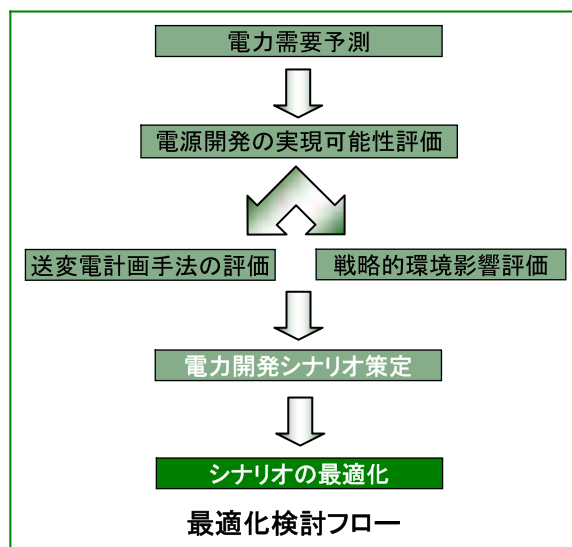 電力需要予測
電源開発の実現可能性評価
送変電計画手法の評価
戦略的環境影響評価
電力開発シナリオ策定
シナリオの最適化
最適化検討フロー